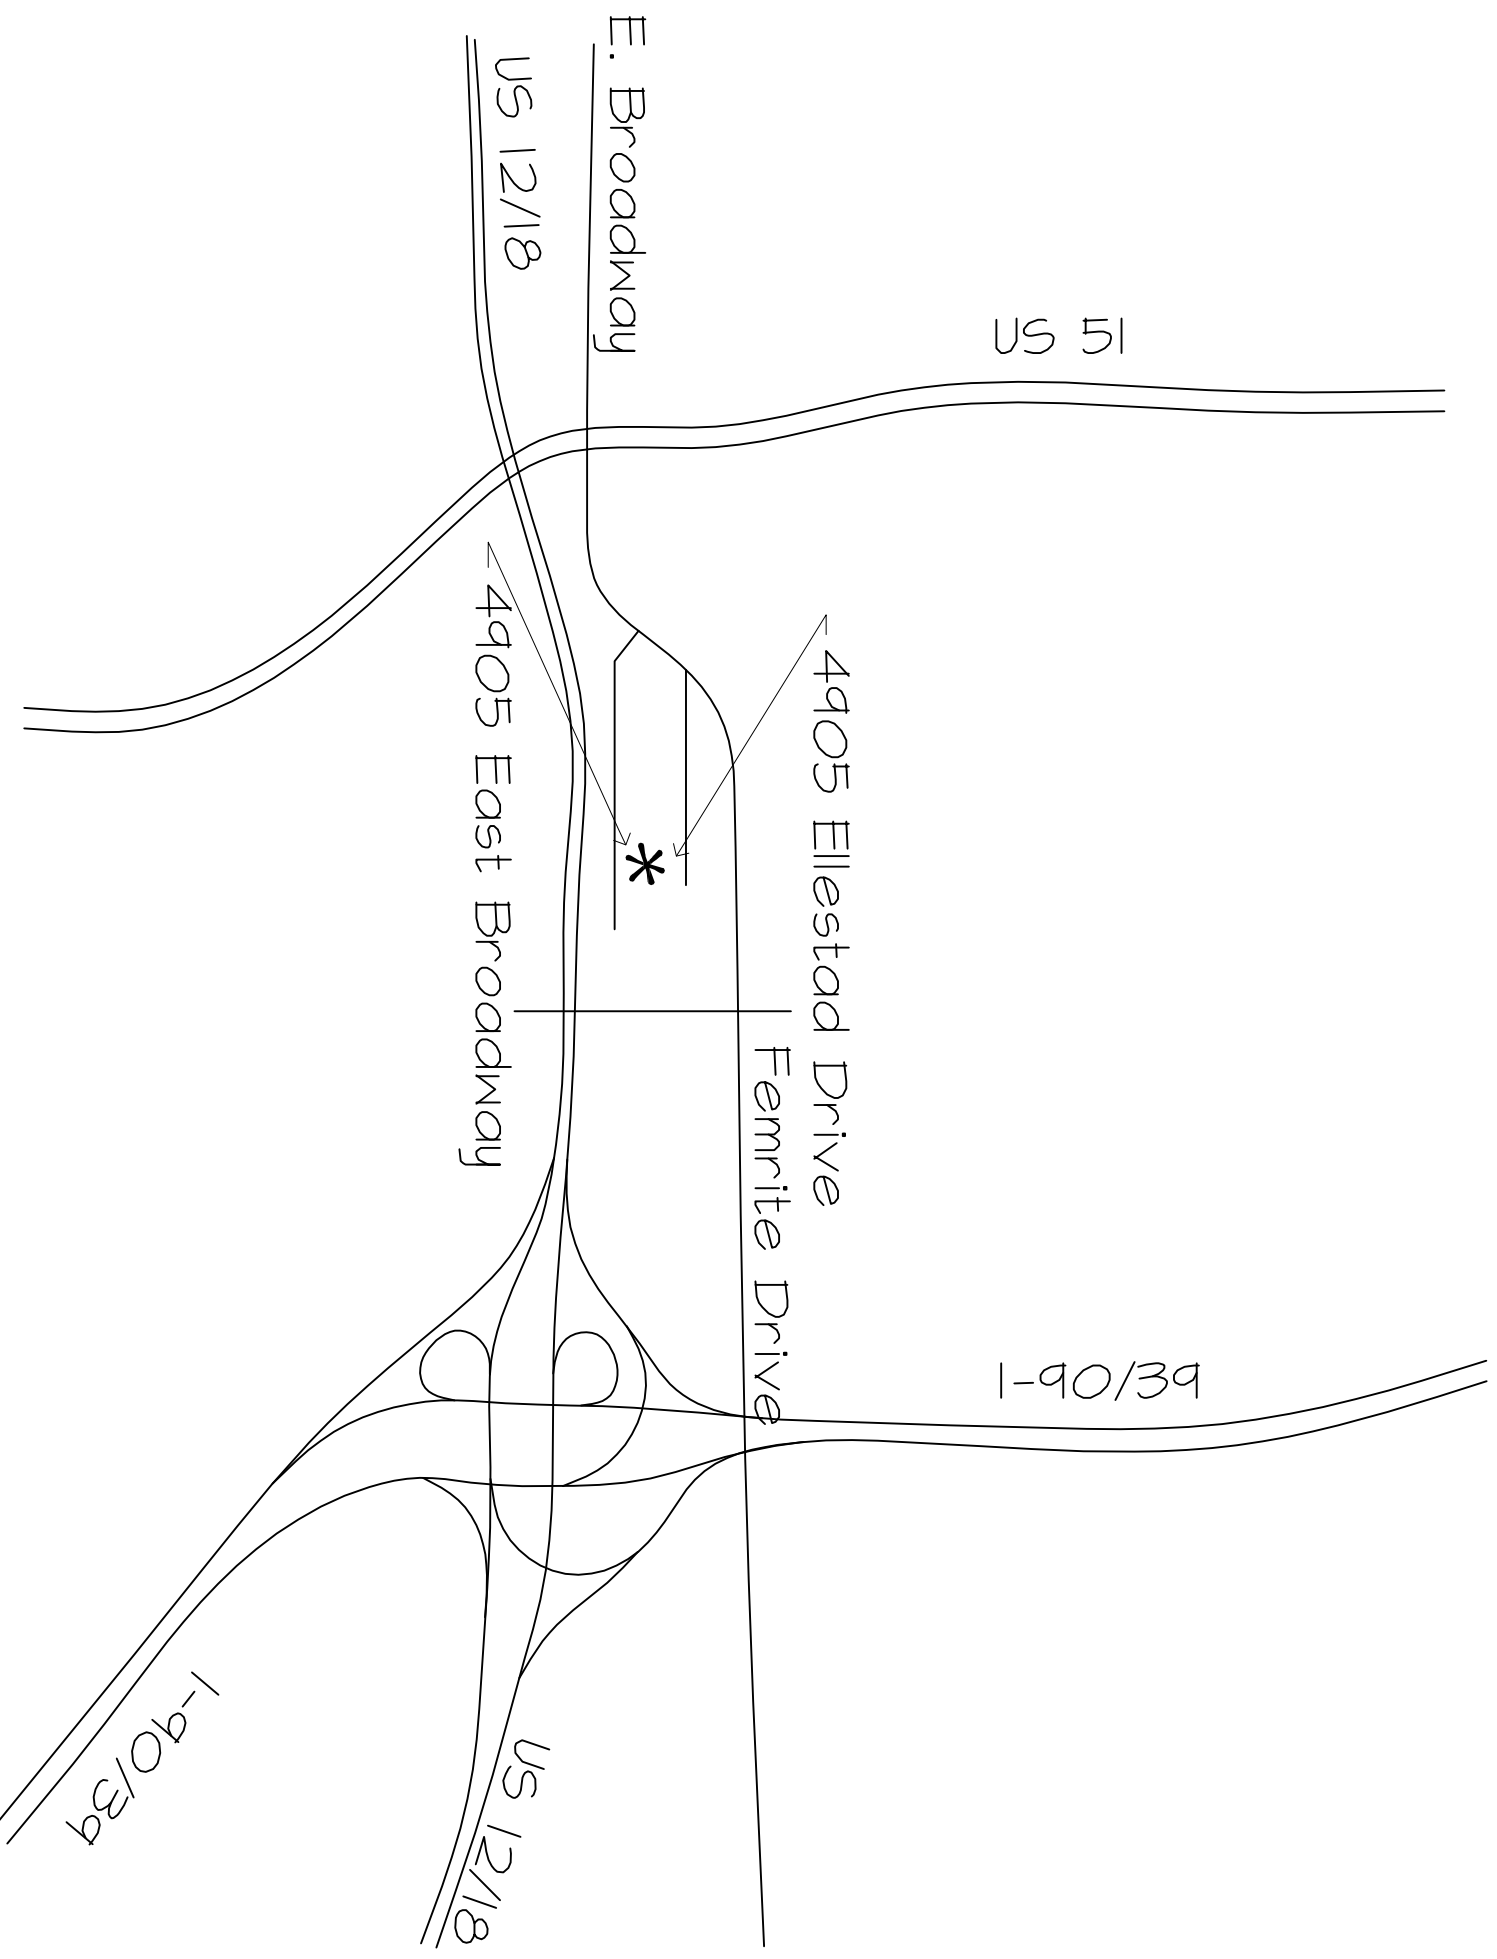 E. Broadway
US 12/18
US 51
4905 East Broadway
4905 Ellestad Drive
*
Femrite Drive
I-90/39
I-90/39
US 12/18